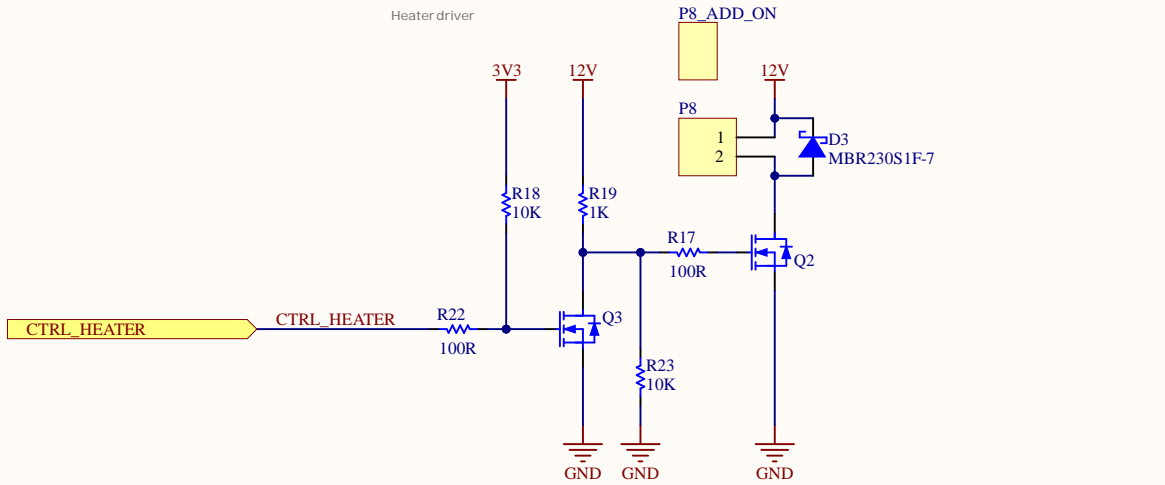 Heater driver
P8_ADD_ON
3V3
12V
12V
P8
1
2
D3
MBR230S1F-7
R18
10K
R19
1K
R17
100R
Q2
CTRL_HEATER
CTRL_HEATER
R22
100R
Q3
R23
10K
GND
GND
GND